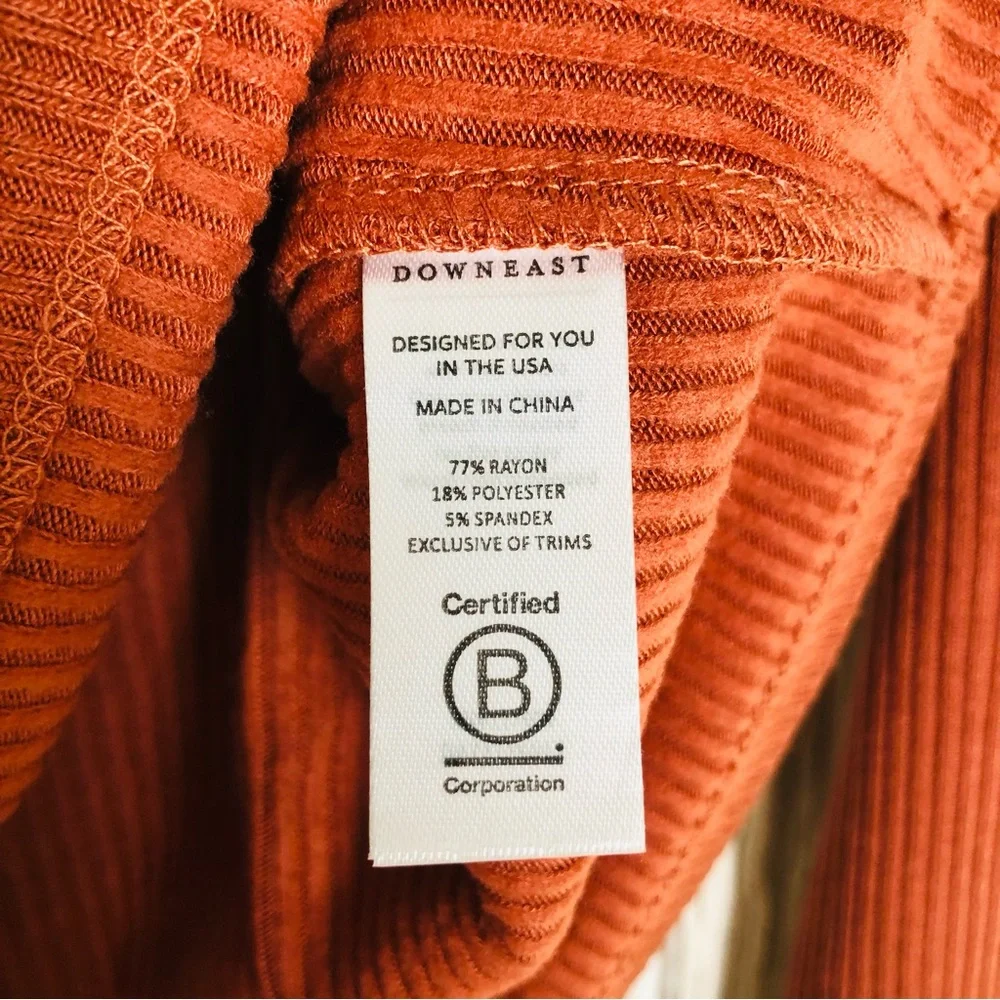 DOWNEAST
DESIGNED FOR YOU
IN THE USA
MADE IN CHINA
77% RAYON
18% POLYESTER
5% SPANDEX
EXCLUSIVE OF TRIMS
Certified
B
Corporation